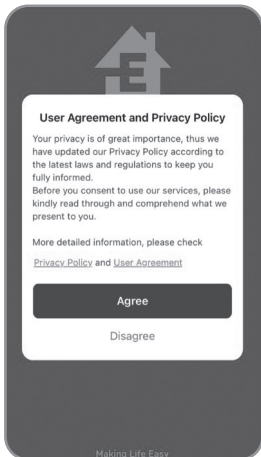 E
User Agreement and Privacy Policy
Your privacy is of great importance, thus we
have updated our Privacy Policy according to
the latest laws and regulations to keep you
fully informed.
Before you consent to use our services, please
kindly read through and comprehend what we
present to you.
More detailed information, please check
Privacy Policy and User Agreement
Agree
Disagree
Making Life Easy